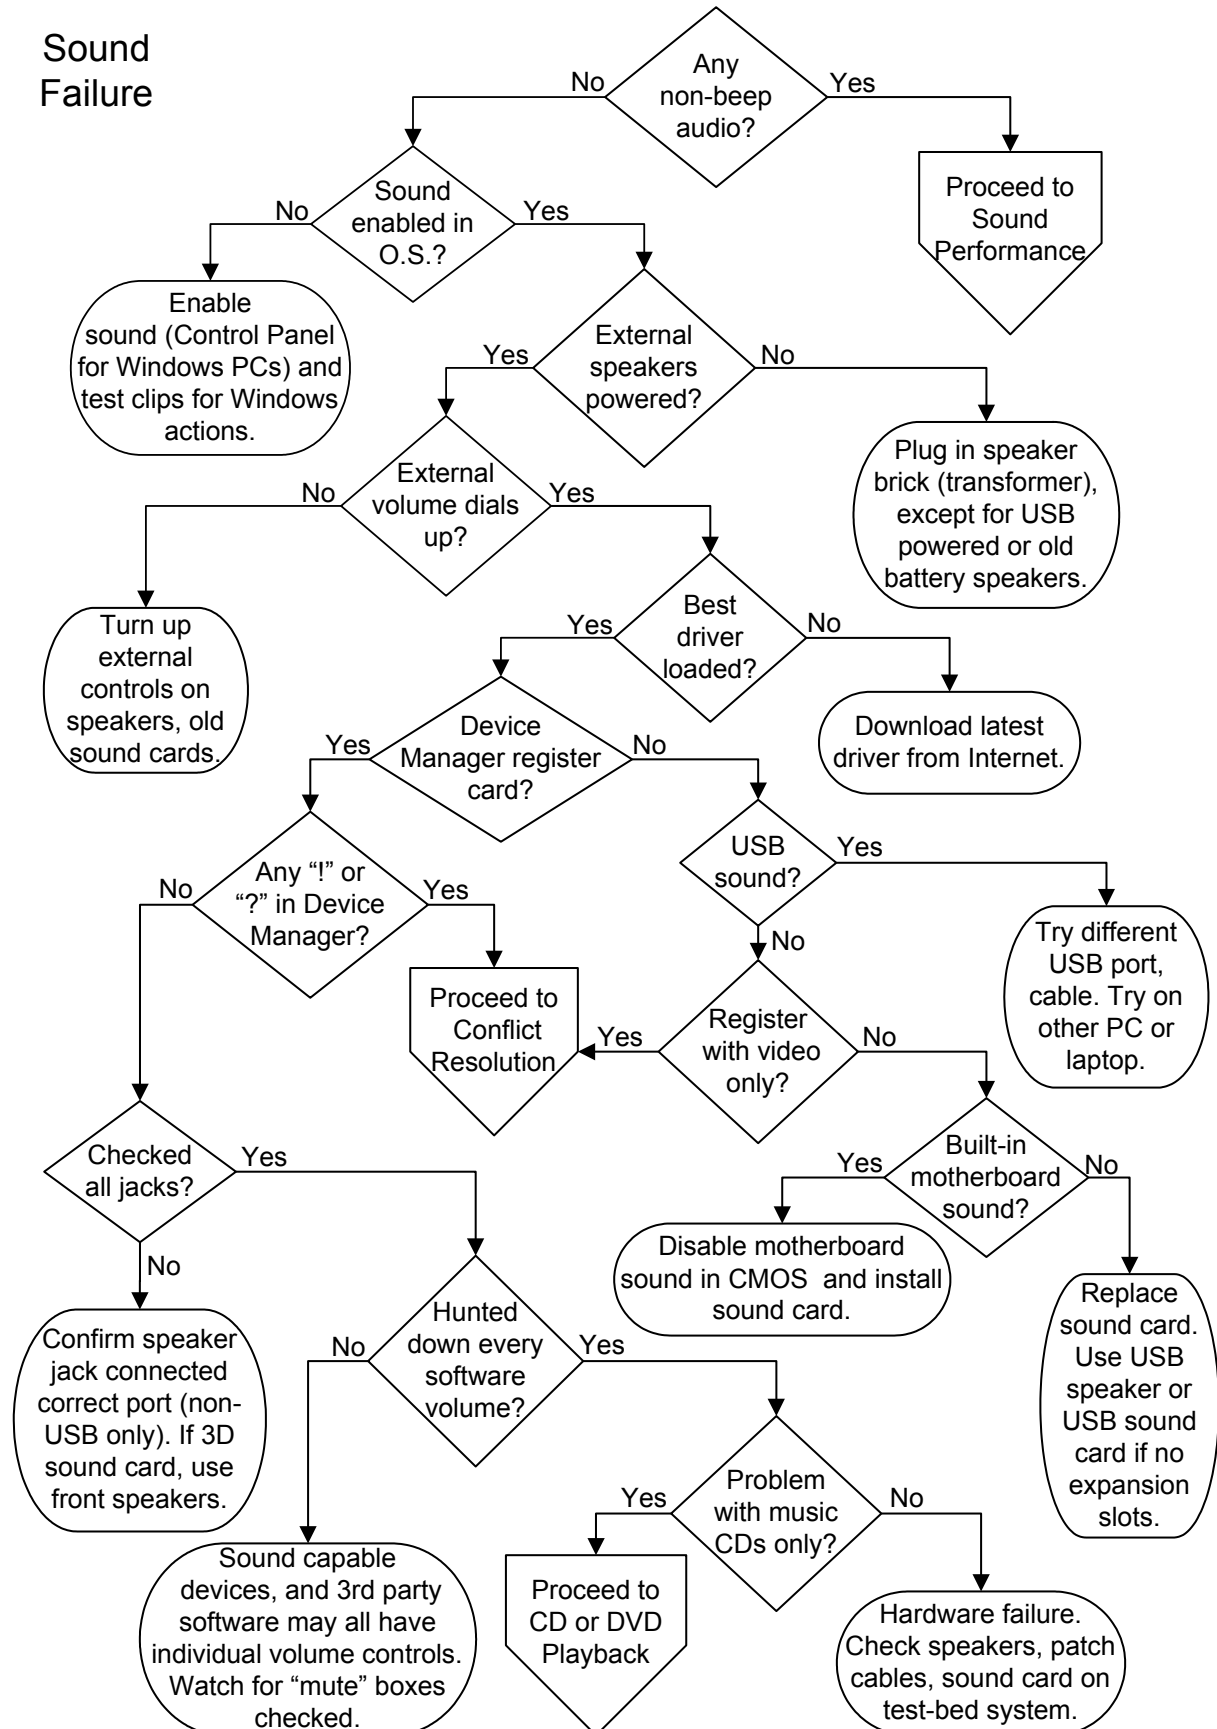 Sound
Failure
Any
non-beep
audio?
No
Yes
Proceed to
Sound
Performance
Sound
enabled in
O.S.?
No
Yes
Enable
sound (Control Panel
for Windows PCs) and
test clips for Windows
actions.
External
speakers
powered?
Yes
No
Plug in speaker
brick (transformer),
except for USB
powered or old
battery speakers.
External
volume dials
up?
No
Yes
Turn up
external
controls on
speakers, old
sound cards.
Best
driver
loaded?
Yes
No
Download latest
driver from Internet.
Device
Manager register
card?
Yes
No
USB
sound?
Yes
No
Try different
USB port,
cable. Try on
other PC or
laptop.
Any “!” or
“?” in Device
Manager?
No
Yes
Proceed to
Conflict
Resolution
Register
with video
only?
Yes
No
Built-in
motherboard
sound?
Yes
No
Disable motherboard
sound in CMOS  and install
sound card.
Replace
sound card.
Use USB
speaker or
USB sound
card if no
expansion
slots.
Checked
all jacks?
Yes
No
Confirm speaker
jack connected
correct port (non-
USB only). If 3D
sound card, use
front speakers.
Hunted
down every
software
volume?
No
Yes
Sound capable
devices, and 3rd party
software may all have
individual volume controls.
Watch for “mute” boxes
checked.
Problem
with music
CDs only?
Yes
No
Proceed to
CD or DVD
Playback
Hardware failure.
Check speakers, patch
cables, sound card on
test-bed system.